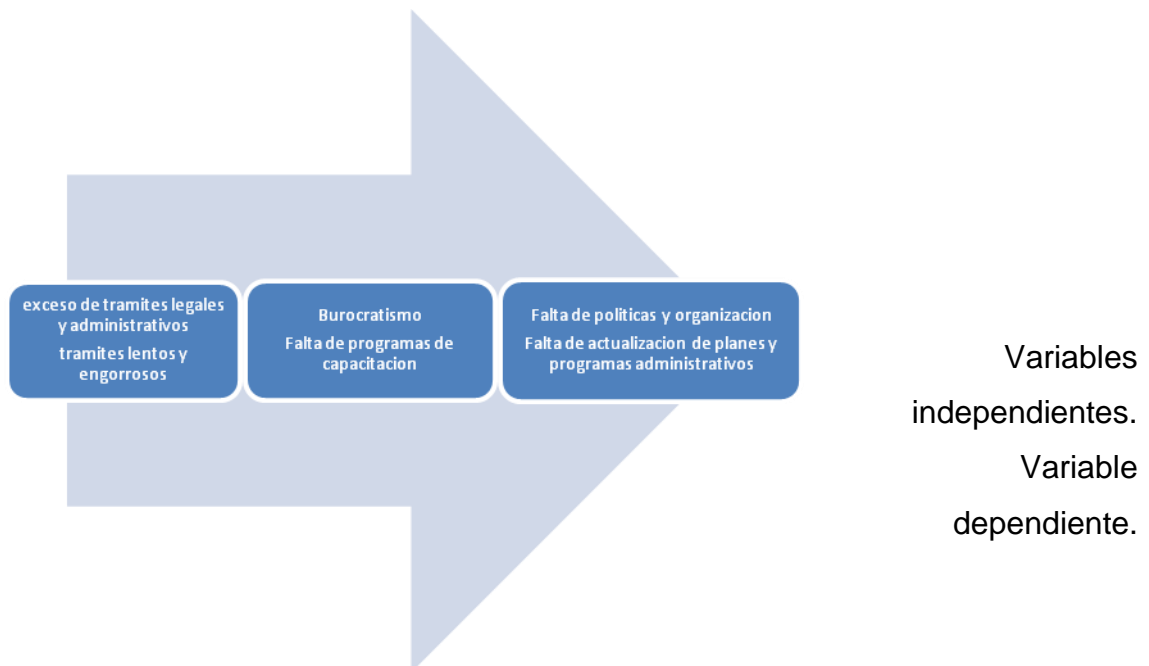 exceso de tramites legales
y administrativos
tramites lentos y
engorrosos
Burocratismo
Falta de programas de
capacitacion
Falta de politicas y organizacion
Falta de actualizacion de planes y
programas administrativos
Variables
independientes.
Variable
dependiente.